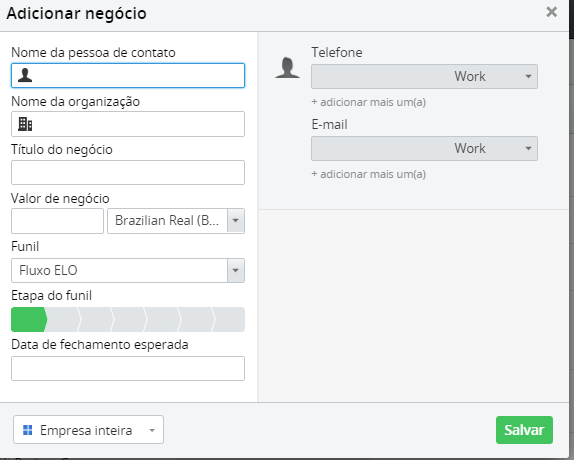 Adicionar negócio
Nome da pessoa de contato
Nome da organização
Título do negócio
Valor de negócio
Brazilian Real (B...
Funil
Fluxo ELO
Etapa do funil
Data de fechamento esperada
Telefone
Work
+ adicionar mais um(a)
E-mail
Work
+ adicionar mais um(a)
Empresa inteira
Salvar